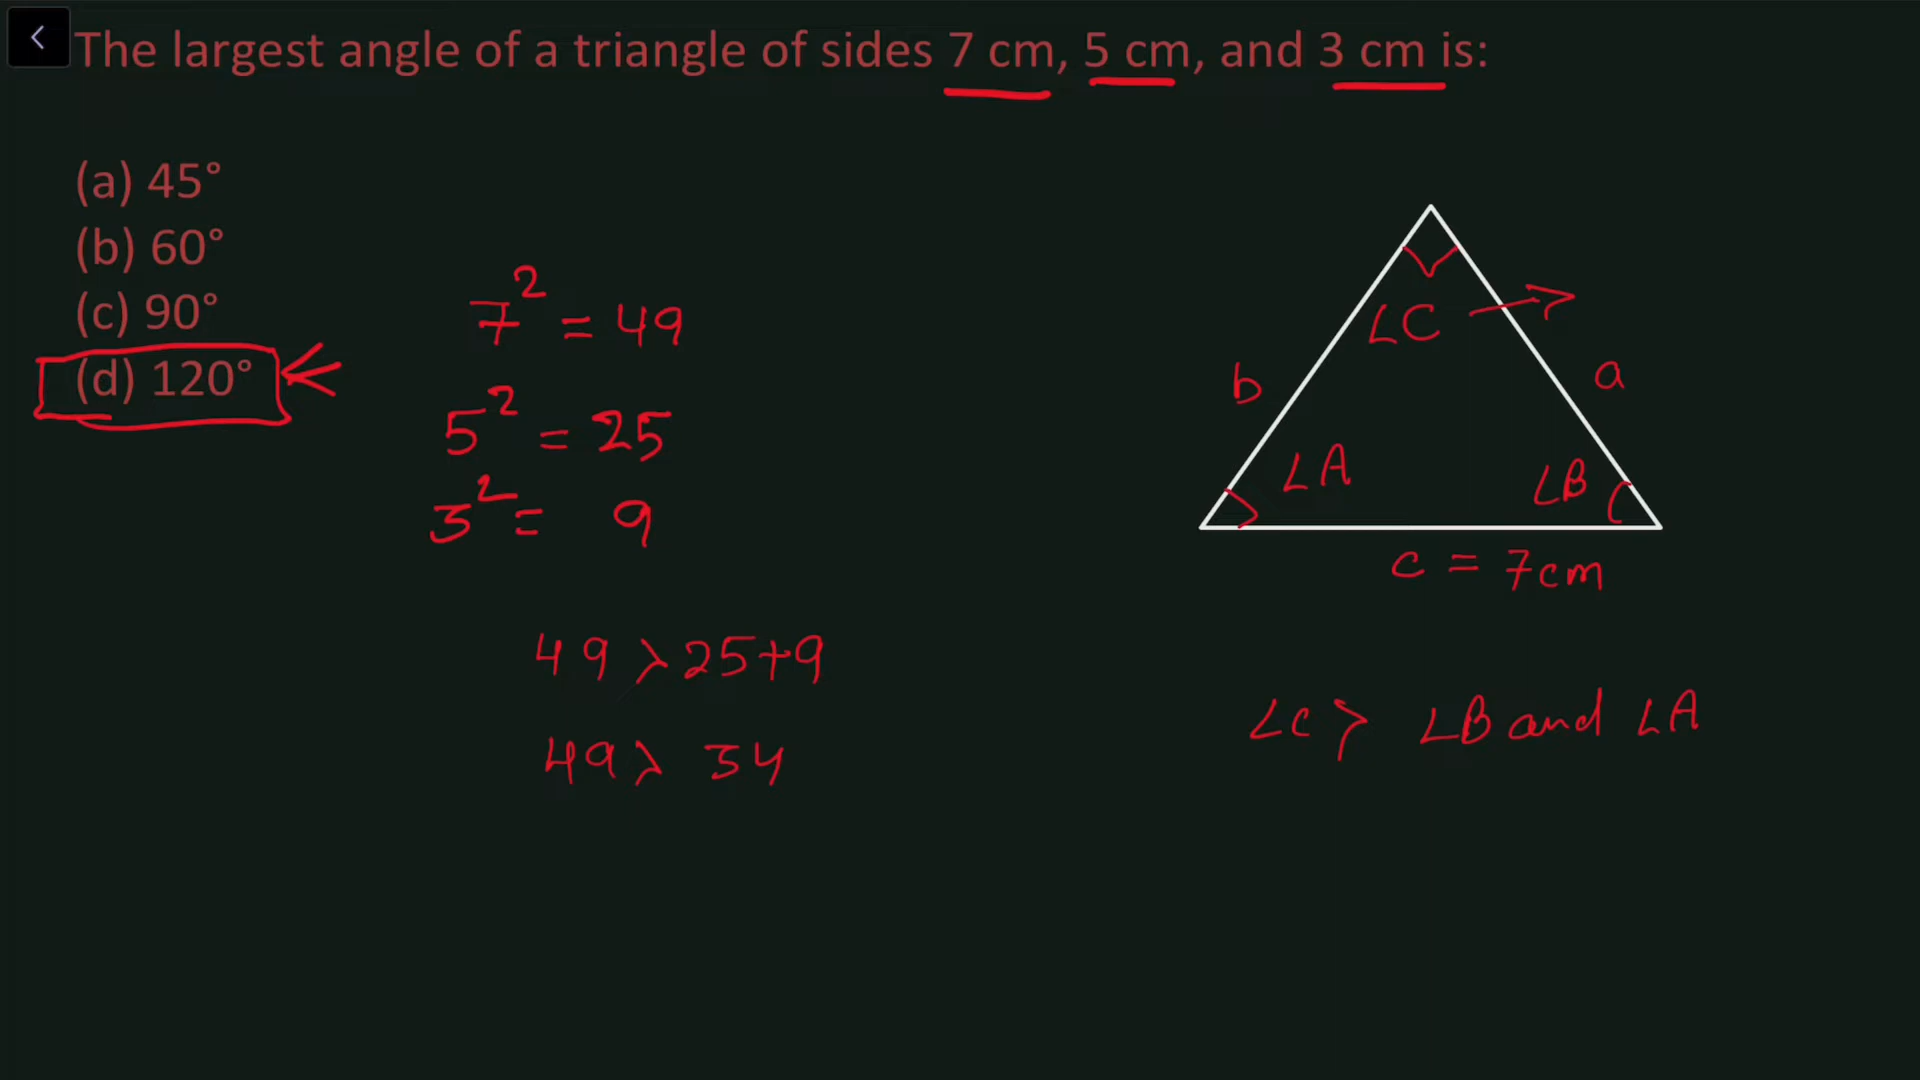 The largest angle of a triangle of sides 7 cm, 5 cm, and 3 cm is:
(a) 45°
(b) 60°
(c) 90°
(d) 120°
7² = 49
5² = 25
3² = 9
49 > 25+9
49 > 34
∠C
b
a
∠A
∠B
c = 7cm
∠C > ∠B and ∠A